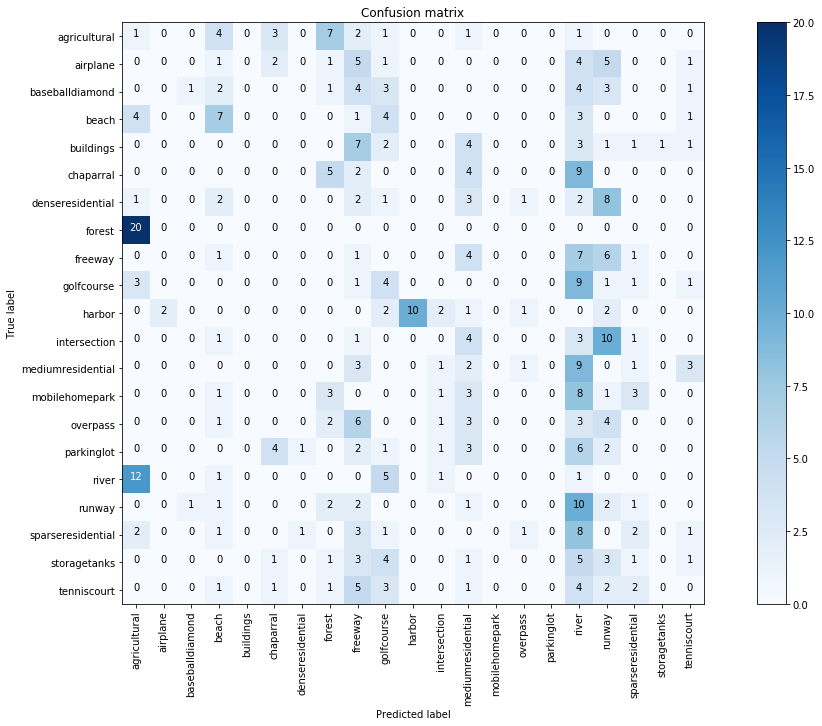 Confusion matrix
agricultural 1 0 0 4 0 3 0 7 2 1 0 0 1 0 0 0 1 0 0 0 0
airplane 0 0 0 1 0 2 0 1 5 1 0 0 0 0 0 0 4 5 0 0 1
baseballdiamond 0 0 1 2 0 0 0 1 4 3 0 0 0 0 0 0 4 3 0 0 1
beach 4 0 0 7 0 0 0 0 1 4 0 0 0 0 0 0 3 0 0 0 1
buildings 0 0 0 0 0 0 0 0 7 2 0 0 4 0 0 0 3 1 1 1 1
chaparral 0 0 0 0 0 0 0 5 2 0 0 0 4 0 0 0 9 0 0 0 0
denseresidential 1 0 0 2 0 0 0 0 2 1 0 0 3 0 1 0 2 8 0 0 0
forest 20 0 0 0 0 0 0 0 0 0 0 0 0 0 0 0 0 0 0 0 0
freeway 0 0 0 1 0 0 0 0 1 0 0 0 4 0 0 0 7 6 1 0 0
golfcourse 3 0 0 0 0 0 0 0 1 4 0 0 0 0 0 0 9 1 1 0 1
harbor 0 2 0 0 0 0 0 0 0 2 10 2 1 0 1 0 0 2 0 0 0
intersection 0 0 0 1 0 0 0 0 1 0 0 0 4 0 0 0 3 10 1 0 0
mediumresidential 0 0 0 0 0 0 0 0 3 0 0 1 2 0 1 0 9 0 1 0 3
mobilehomepark 0 0 0 1 0 0 0 3 0 0 0 1 3 0 0 0 8 1 3 0 0
overpass 0 0 0 1 0 0 0 2 6 0 0 1 3 0 0 0 3 4 0 0 0
parkinglot 0 0 0 0 0 4 1 0 2 1 0 1 3 0 0 0 6 2 0 0 0
river 12 0 0 1 0 0 0 0 0 5 0 1 0 0 0 0 1 0 0 0 0
runway 0 0 1 1 0 0 0 2 2 0 0 0 1 0 0 0 10 2 1 0 0
sparseresidential 2 0 0 1 0 0 1 0 3 1 0 0 0 0 1 0 8 0 2 0 1
storagetanks 0 0 0 0 0 1 0 1 3 4 0 0 1 0 0 0 5 3 1 0 1
tenniscourt 0 0 0 1 0 1 0 1 5 3 0 0 1 0 0 0 4 2 2 0 0
True label
agricultural
airplane
baseballdiamond
beach
buildings
chaparral
denseresidential
forest
freeway
golfcourse
harbor
intersection
mediumresidential
mobilehomepark
overpass
parkinglot
river
runway
sparseresidential
storagetanks
tenniscourt
Predicted label
20.0
17.5
15.0
12.5
10.0
7.5
5.0
2.5
0.0